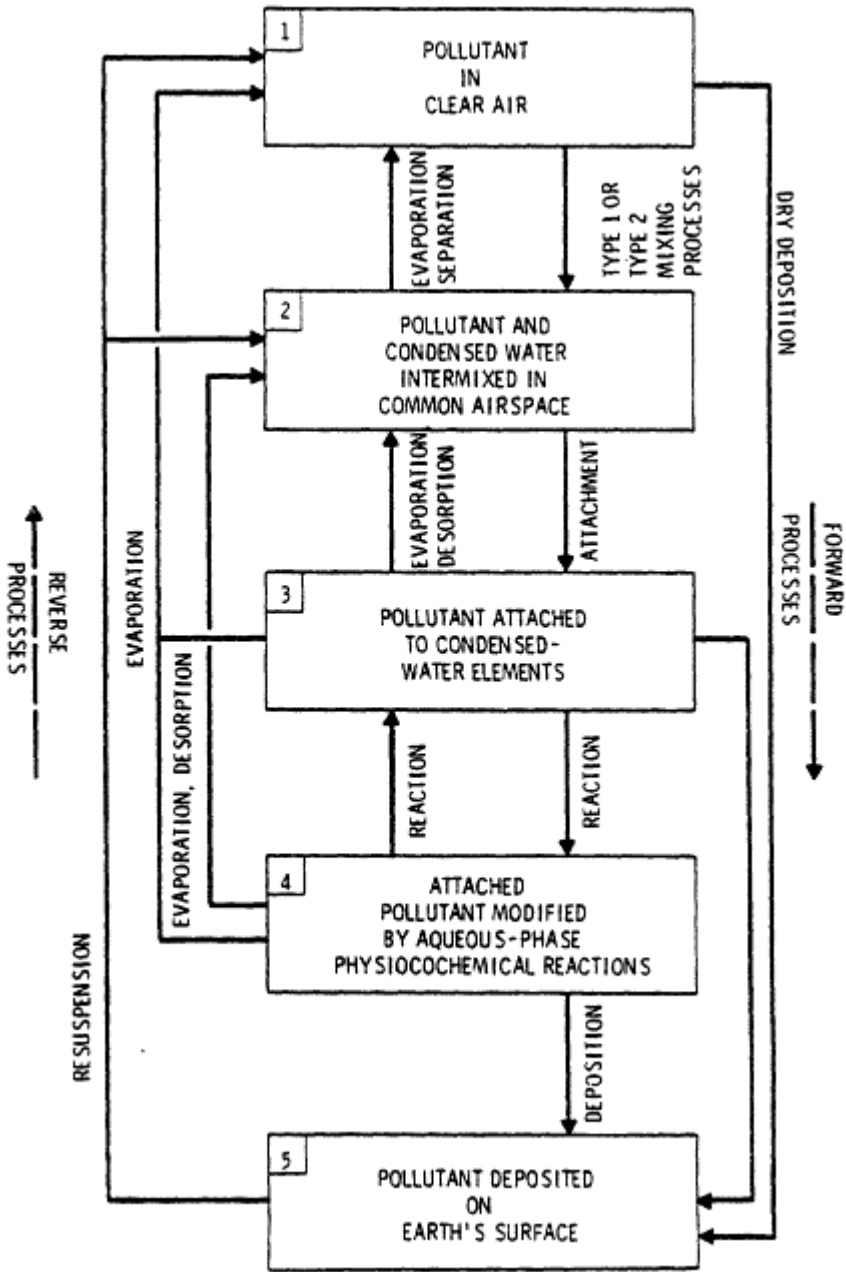 1
POLLUTANT
IN
CLEAR AIR
EVAPORATION
SEPARATION
TYPE 1 OR
TYPE 2
MIXING
PROCESSES
DRY DEPOSITION
2
POLLUTANT AND
CONDENSED WATER
INTERMIXED IN
COMMON AIRSPACE
EVAPORATION
DESORPTION
ATTACHMENT
REVERSE
PROCESSES
EVAPORATION
FORWARD
PROCESSES
3
POLLUTANT ATTACHED
TO CONDENSED-
WATER ELEMENTS
EVAPORATION, DESORPTION
REACTION
REACTION
4
ATTACHED
POLLUTANT MODIFIED
BY AQUEOUS-PHASE
PHYSIOCOCHEMICAL REACTIONS
RESUSPENSION
DEPOSITION
5
POLLUTANT DEPOSITED
ON
EARTH'S SURFACE